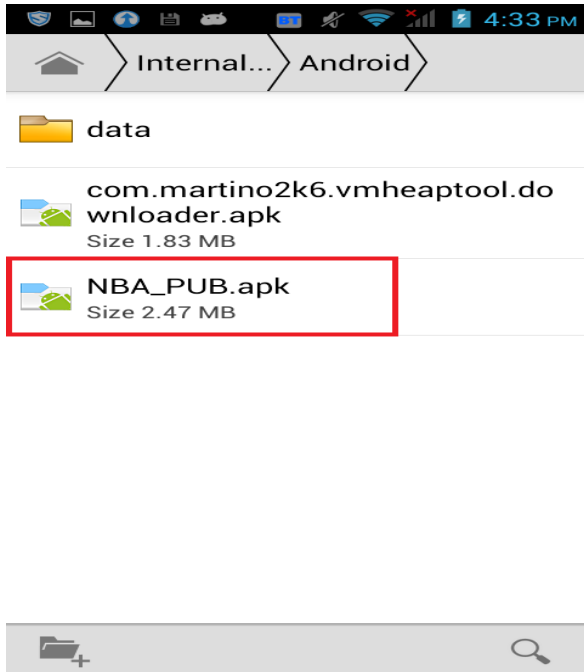 BT 4:33 PM
Internal... Android
data
com.martino2k6.vmheaptool.do
wnloader.apk
Size 1.83 MB
NBA_PUB.apk
Size 2.47 MB